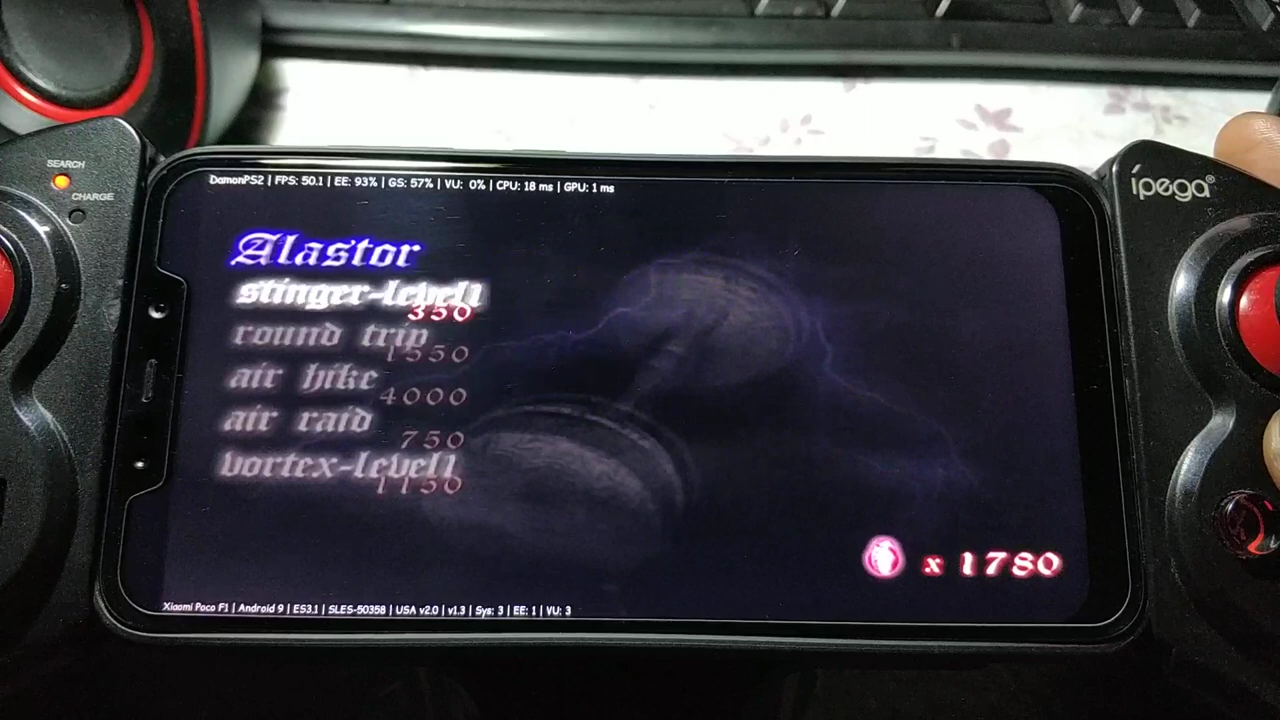 SEARCH
CHARGE
ípega®
DamonPS2 | FPS: 50.1 | EE: 93% | GS: 57% | VU: 0% | CPU: 18 ms | GPU: 1 ms
Alastor
stinger-level1
350
round trip
1550
air hike
4000
air raid
750
vortex-level1
1150
x 1780
Xiaomi Poco F1 | Android 9 | ES3.1 | SLES-50358 | USA v2.0 | v1.3 | Sys: 3 | EE: 1 | VU: 3